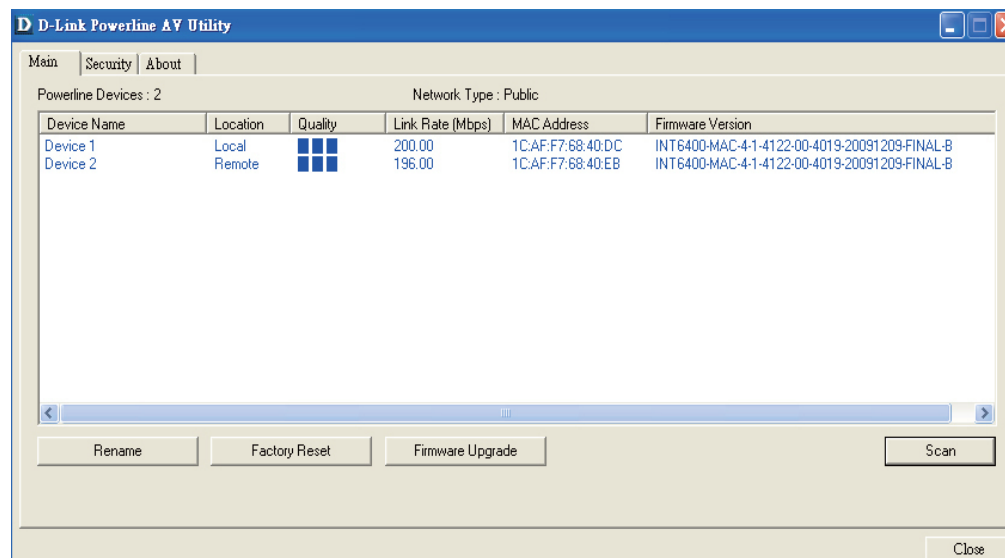 D D-Link Powerline AV Utility
Main Security About
Powerline Devices : 2 Network Type : Public
Device Name Location Quality Link Rate (Mbps) MAC Address Firmware Version
Device 1 Local 200.00 1C:AF:F7:68:40:DC INT6400-MAC-4-1-4122-00-4019-20091209-FINAL-B
Device 2 Remote 196.00 1C:AF:F7:68:40:EB INT6400-MAC-4-1-4122-00-4019-20091209-FINAL-B
Rename Factory Reset Firmware Upgrade Scan
Close